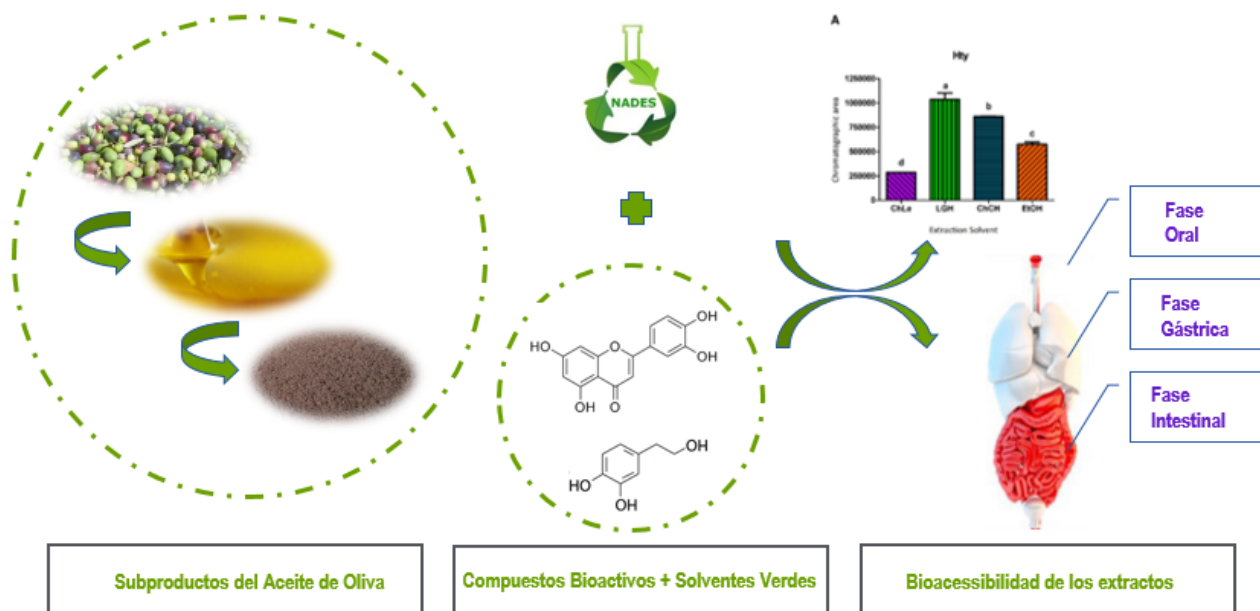 NADES
A
Hty
Chromatographic area
1250000
1000000
750000
500000
250000
0
a
b
c
d
ChLa
LGH
ChCH
EtOH
Extraction Solvent
Fase
Oral
Fase
Gástrica
Fase
Intestinal
OH
OH
HO
O
OH
O
OH
HO
OH
Subproductos del Aceite de Oliva
Compuestos Bioactivos + Solventes Verdes
Bioacessibilidad de los extractos